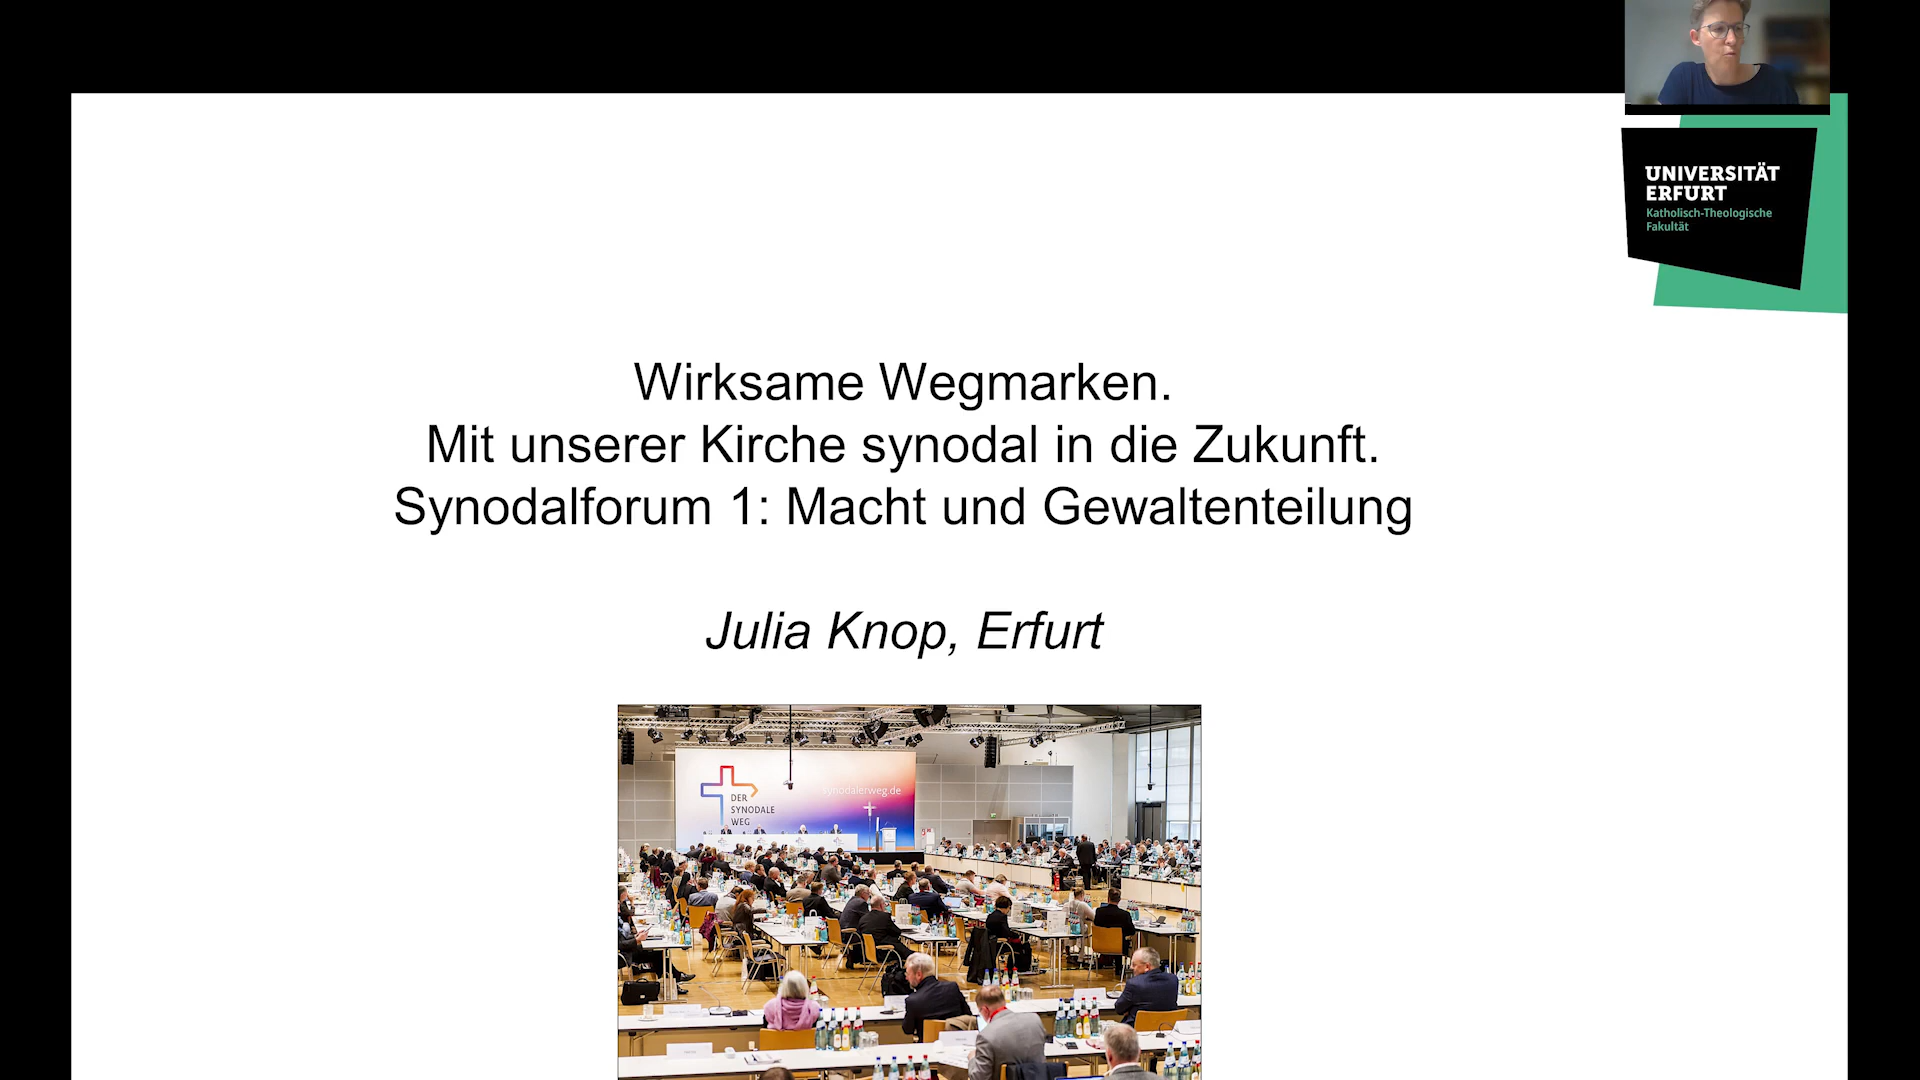 UNIVERSITÄT
ERFURT
Katholisch-Theologische
Fakultät
Wirksame Wegmarken.
Mit unserer Kirche synodal in die Zukunft.
Synodalforum 1: Macht und Gewaltenteilung
Julia Knop, Erfurt
DER
SYNODALE
WEG
synodalerweg.de